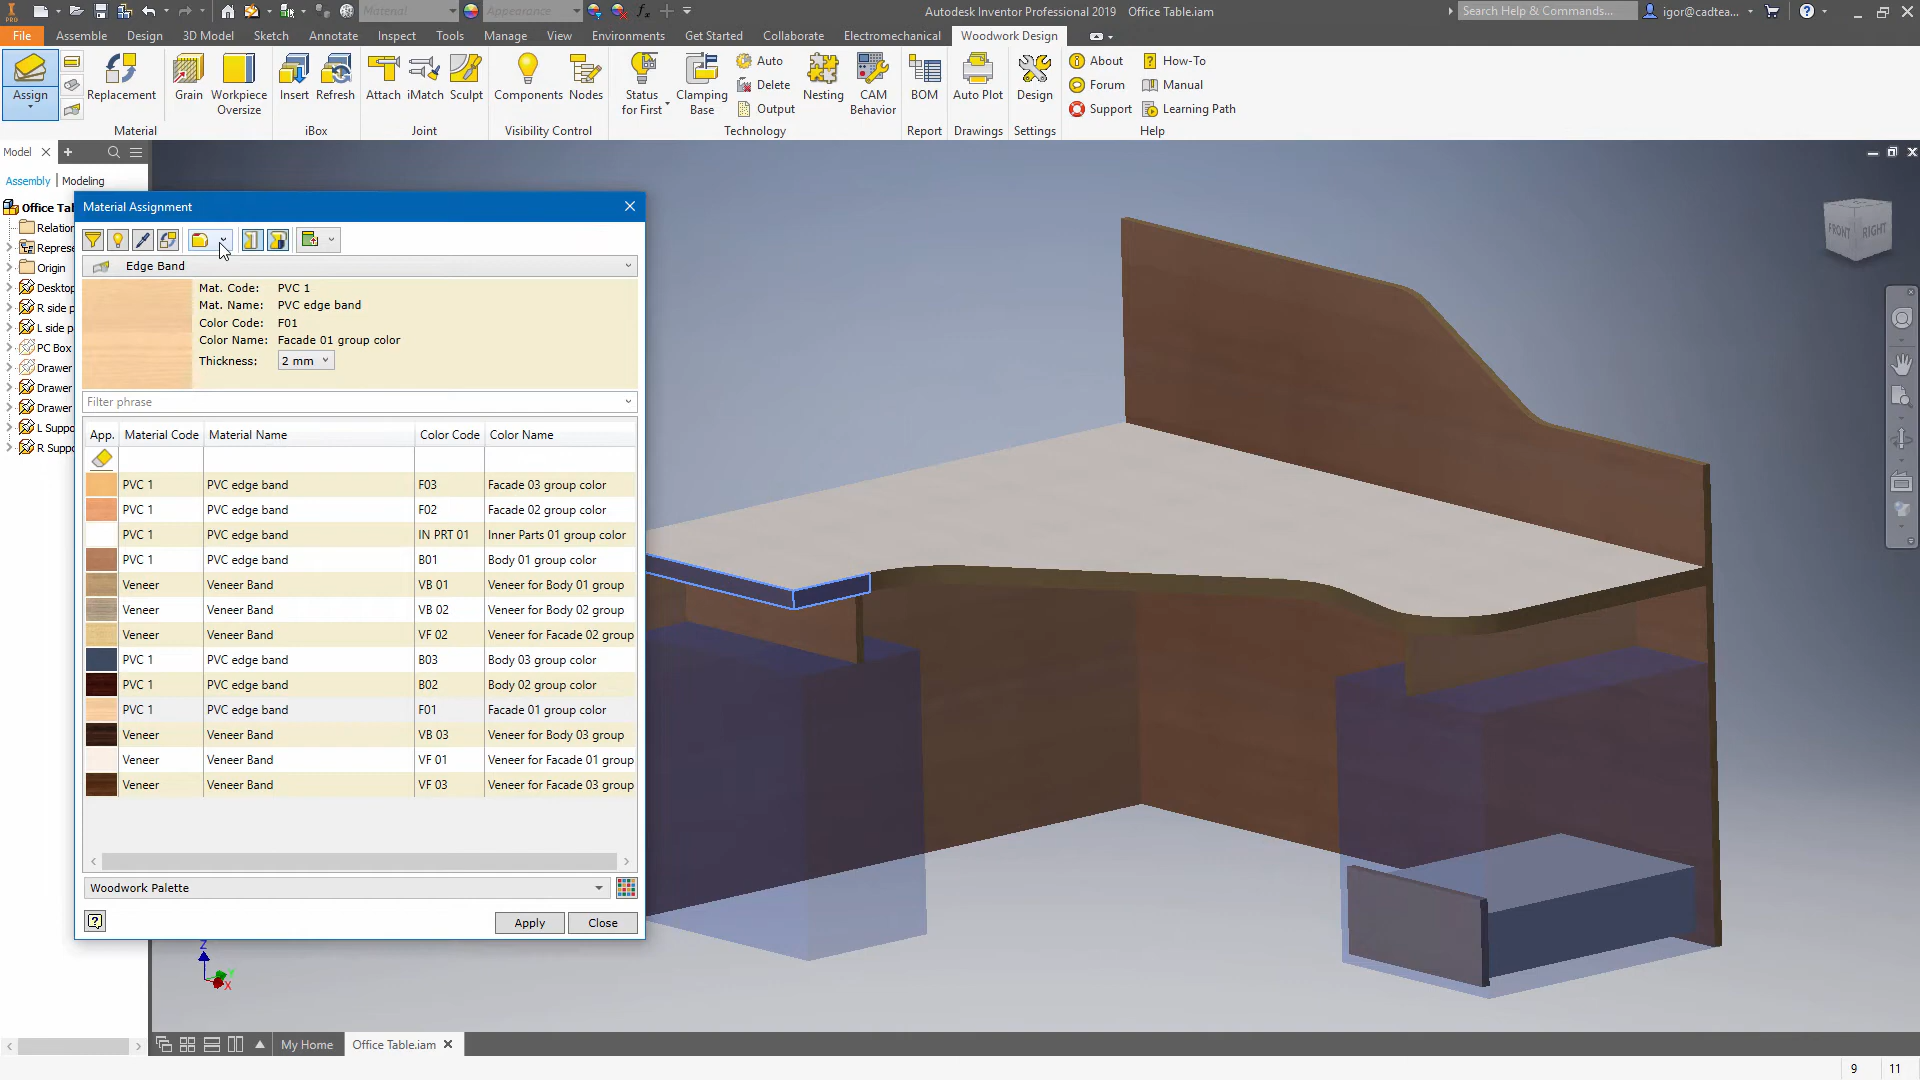 Material
Appearance
Autodesk Inventor Professional 2019 Office Table.iam
Search Help & Commands...
igor@cadtea...
PRO
File Assemble Design 3D Model Sketch Annotate Inspect Tools Manage View Environments Get Started Collaborate Electromechanical Woodwork Design
Assign
Replacement
Grain
Workpiece
Oversize
Insert
Refresh
Attach
iMatch
Sculpt
Components
Nodes
Status
for First
Clamping
Base
Auto
Delete
Output
Nesting
CAM
Behavior
BOM
Auto Plot
Design
About
Forum
Support
How-To
Manual
Learning Path
Material iBox Joint Visibility Control Technology Report Drawings Settings Help
Model
Assembly Modeling
Office Tab
Relation
Represe
Origin
Desktop
R side p
L side p
PC Box
Drawer
Drawer
Drawer
L Suppo
R Suppo
Material Assignment
Edge Band
Mat. Code: PVC 1
Mat. Name: PVC edge band
Color Code: F01
Color Name: Facade 01 group color
Thickness: 2 mm
Filter phrase
App. Material Code Material Name Color Code Color Name
PVC 1 PVC edge band F03 Facade 03 group color
PVC 1 PVC edge band F02 Facade 02 group color
PVC 1 PVC edge band IN PRT 01 Inner Parts 01 group color
PVC 1 PVC edge band B01 Body 01 group color
Veneer Veneer Band VB 01 Veneer for Body 01 group
Veneer Veneer Band VB 02 Veneer for Body 02 group
Veneer Veneer Band VF 02 Veneer for Facade 02 group
PVC 1 PVC edge band B03 Body 03 group color
PVC 1 PVC edge band B02 Body 02 group color
PVC 1 PVC edge band F01 Facade 01 group color
Veneer Veneer Band VB 03 Veneer for Body 03 group
Veneer Veneer Band VF 01 Veneer for Facade 01 group
Veneer Veneer Band VF 03 Veneer for Facade 03 group
Woodwork Palette
Apply Close
FRONT RIGHT
Z
Y
X
My Home Office Table.iam
9 11